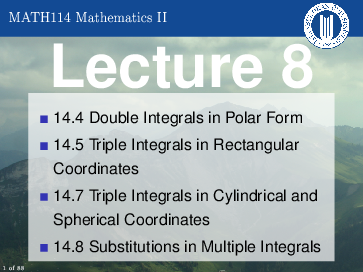 MATH114 Mathematics II
Lecture 8
14.4 Double Integrals in Polar Form
14.5 Triple Integrals in Rectangular
Coordinates
14.7 Triple Integrals in Cylindrical and
Spherical Coordinates
14.8 Substitutions in Multiple Integrals
1 of 88